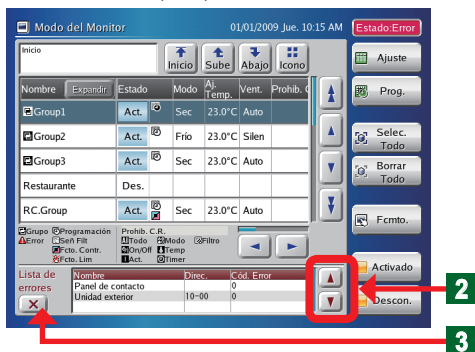 Modo del Monitor 01/01/2009 Jue. 10:15 AM Estado:Error
Inicio
Inicio Sube Abajo Icono
Ajuste
Prog.
Selec. Todo
Borrar Todo
Fcmto.
Activado
Descon.
Nombre Expandir Estado Modo Aj. Temp. Vent. Prohib.
Group1 Act. Sec 23.0°C Auto
Group2 Act. Frío 23.0°C Silen
Group3 Act. Sec 23.0°C Auto
Restaurante Des.
RC.Group Act. Sec 23.0°C Auto
Grupo Programación Prohib. C.R.
Error Señ Filt Todo Modo Filtro
Fcto. Contr. On/Off Temp
Fcto. Lim Act. Timer
Lista de errores
X
Nombre Direc. Cód. Error
Panel de contacto 0
Unidad exterior 10-00 0
2
3